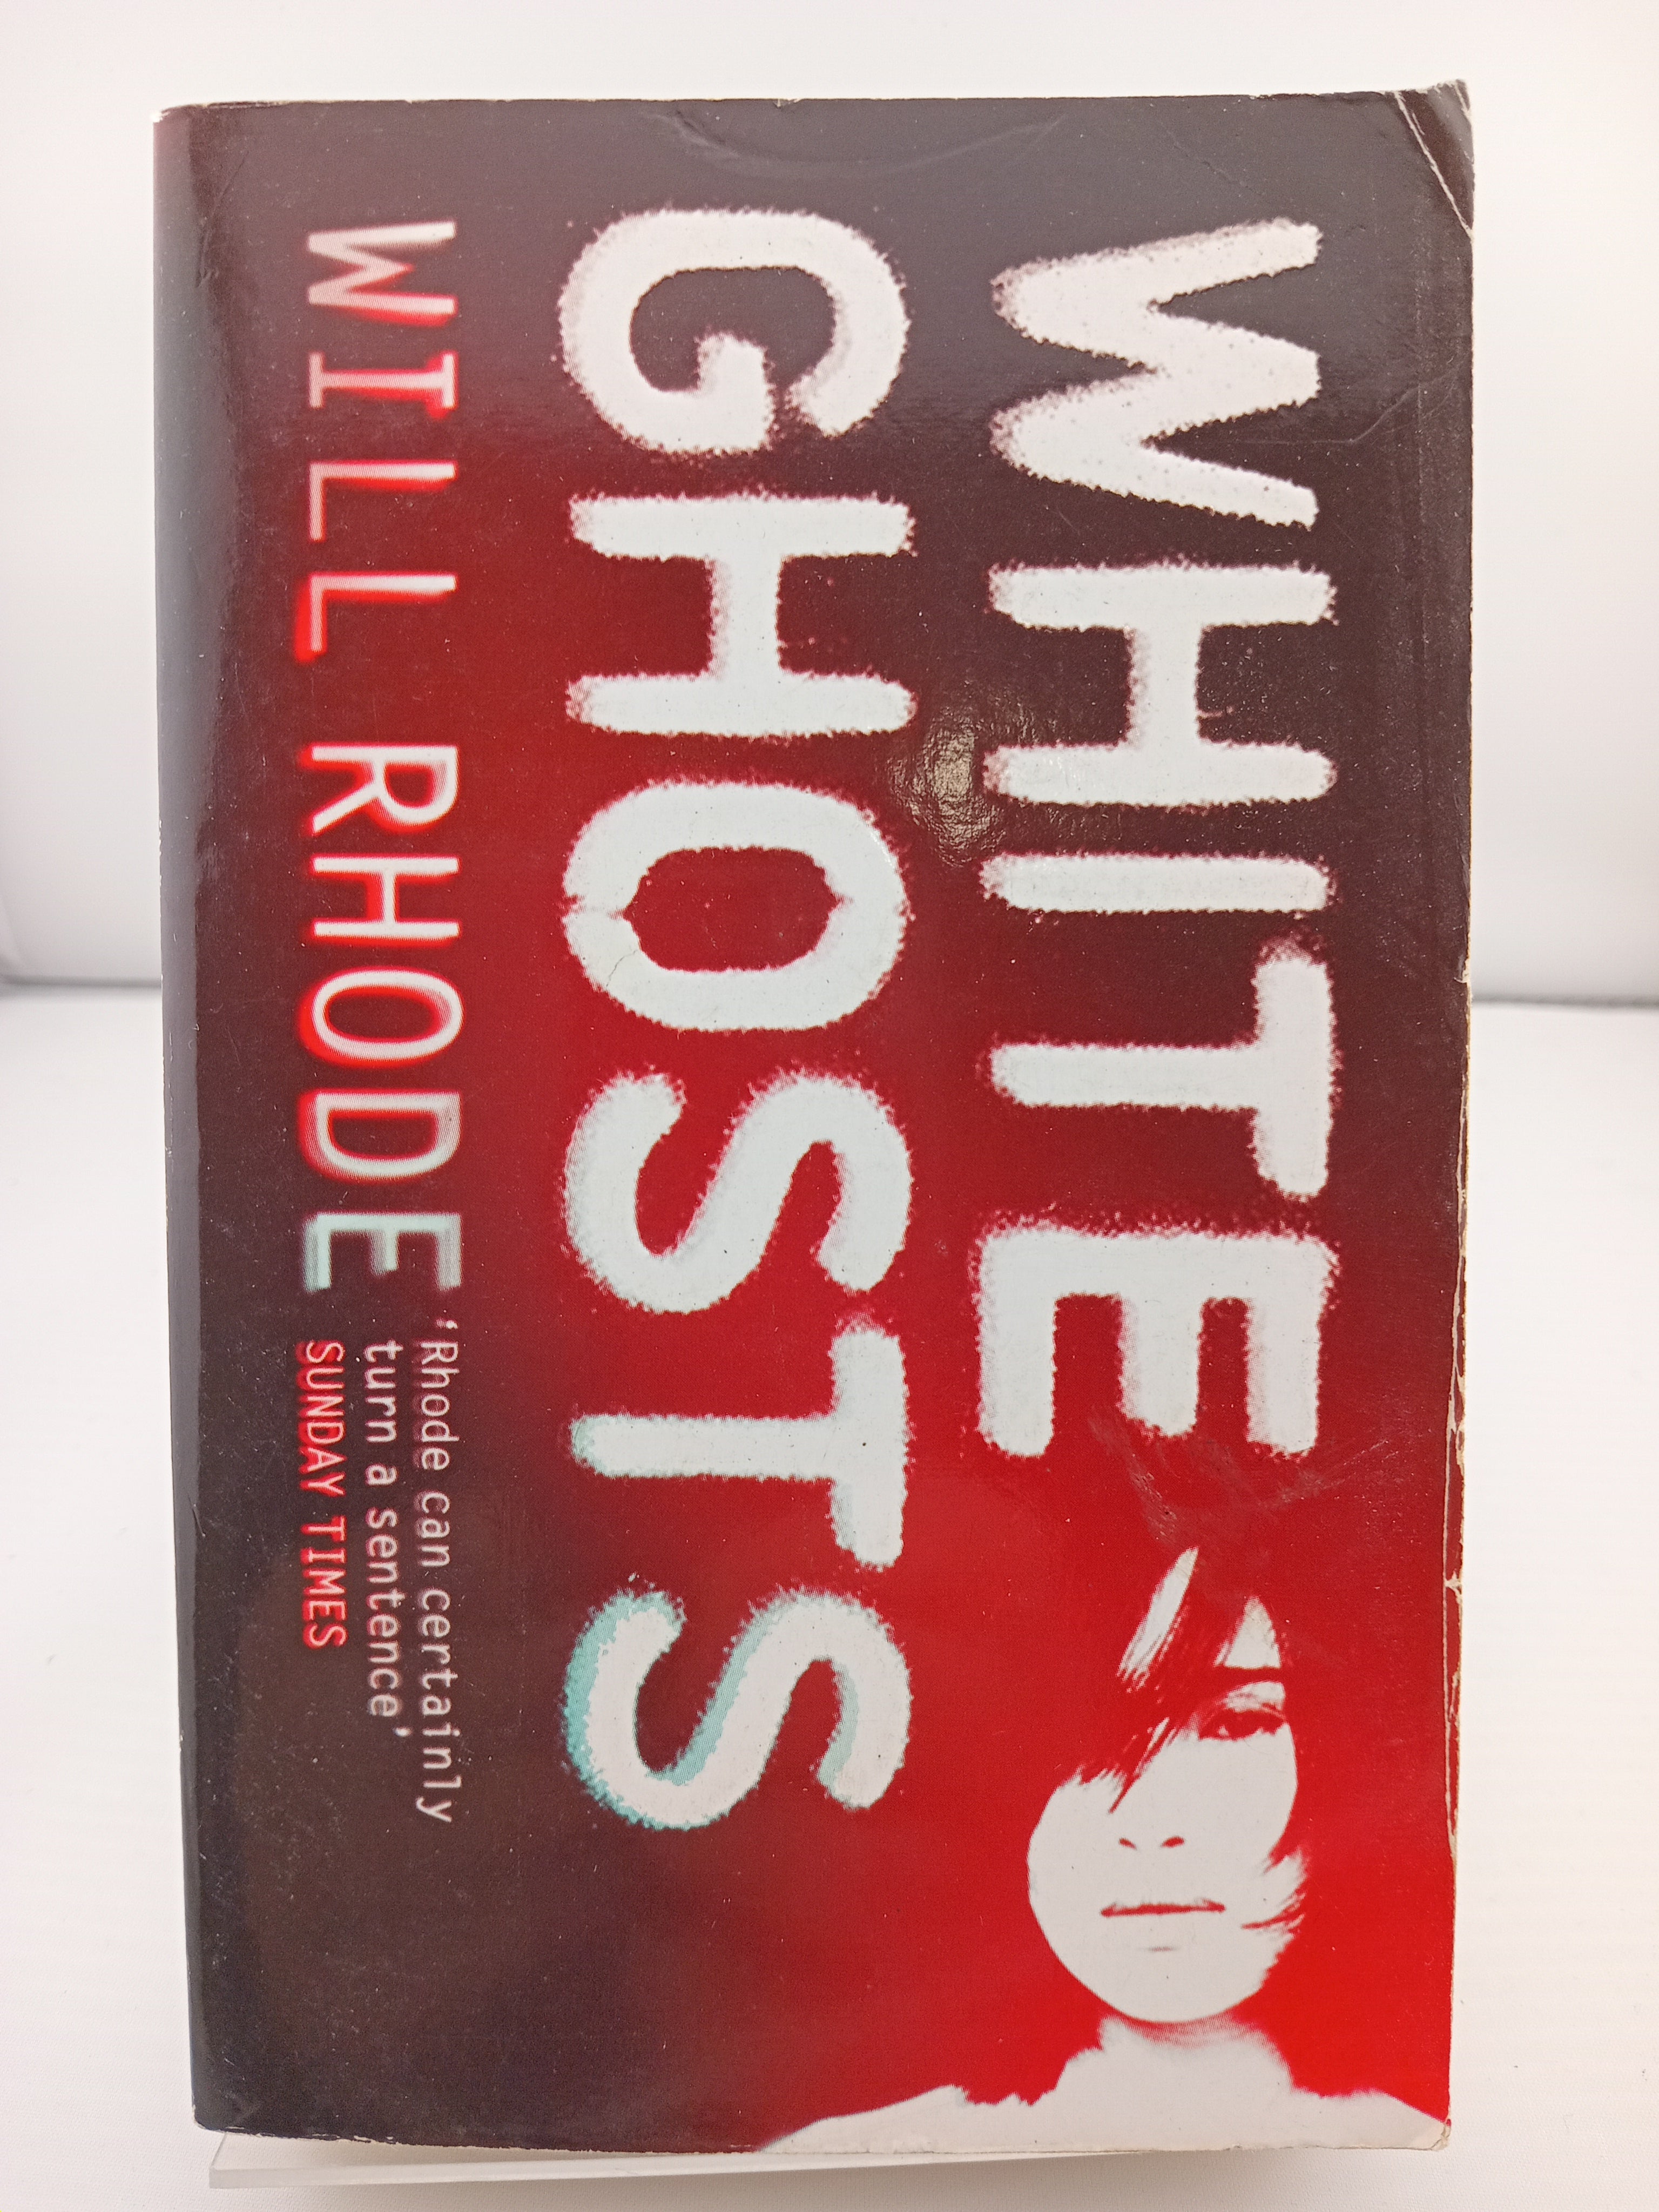 WHITE
GHOSTS
WILL RHODE
‘Rhode can certainly
turn a sentence’
SUNDAY TIMES